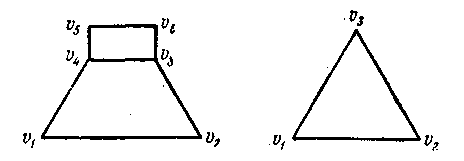 v₅ v₆ v₃
v₄ v₃
v₁ v₂ v₁ v₂